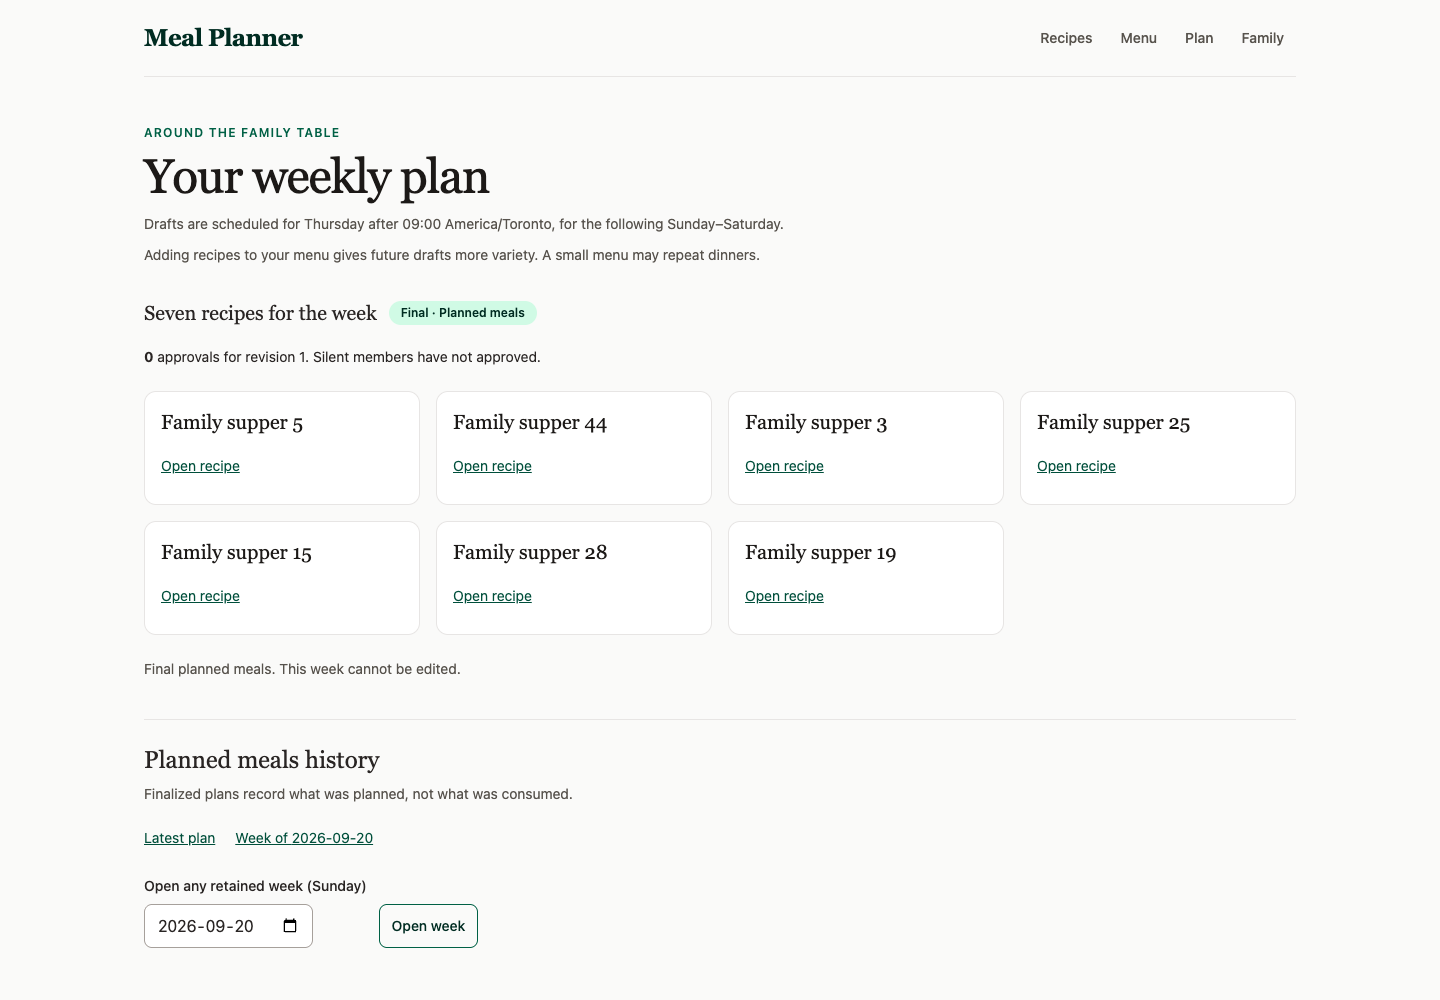 Meal Planner
Recipes Menu Plan Family
AROUND THE FAMILY TABLE
Your weekly plan
Drafts are scheduled for Thursday after 09:00 America/Toronto, for the following Sunday–Saturday.
Adding recipes to your menu gives future drafts more variety. A small menu may repeat dinners.
Seven recipes for the week Final · Planned meals
0 approvals for revision 1. Silent members have not approved.
Family supper 5
Open recipe
Family supper 44
Open recipe
Family supper 3
Open recipe
Family supper 25
Open recipe
Family supper 15
Open recipe
Family supper 28
Open recipe
Family supper 19
Open recipe
Final planned meals. This week cannot be edited.
Planned meals history
Finalized plans record what was planned, not what was consumed.
Latest plan Week of 2026-09-20
Open any retained week (Sunday)
2026-09-20 Open week